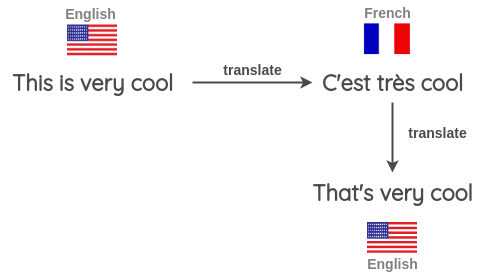 English
French
This is very cool
translate
C'est très cool
translate
That's very cool
English